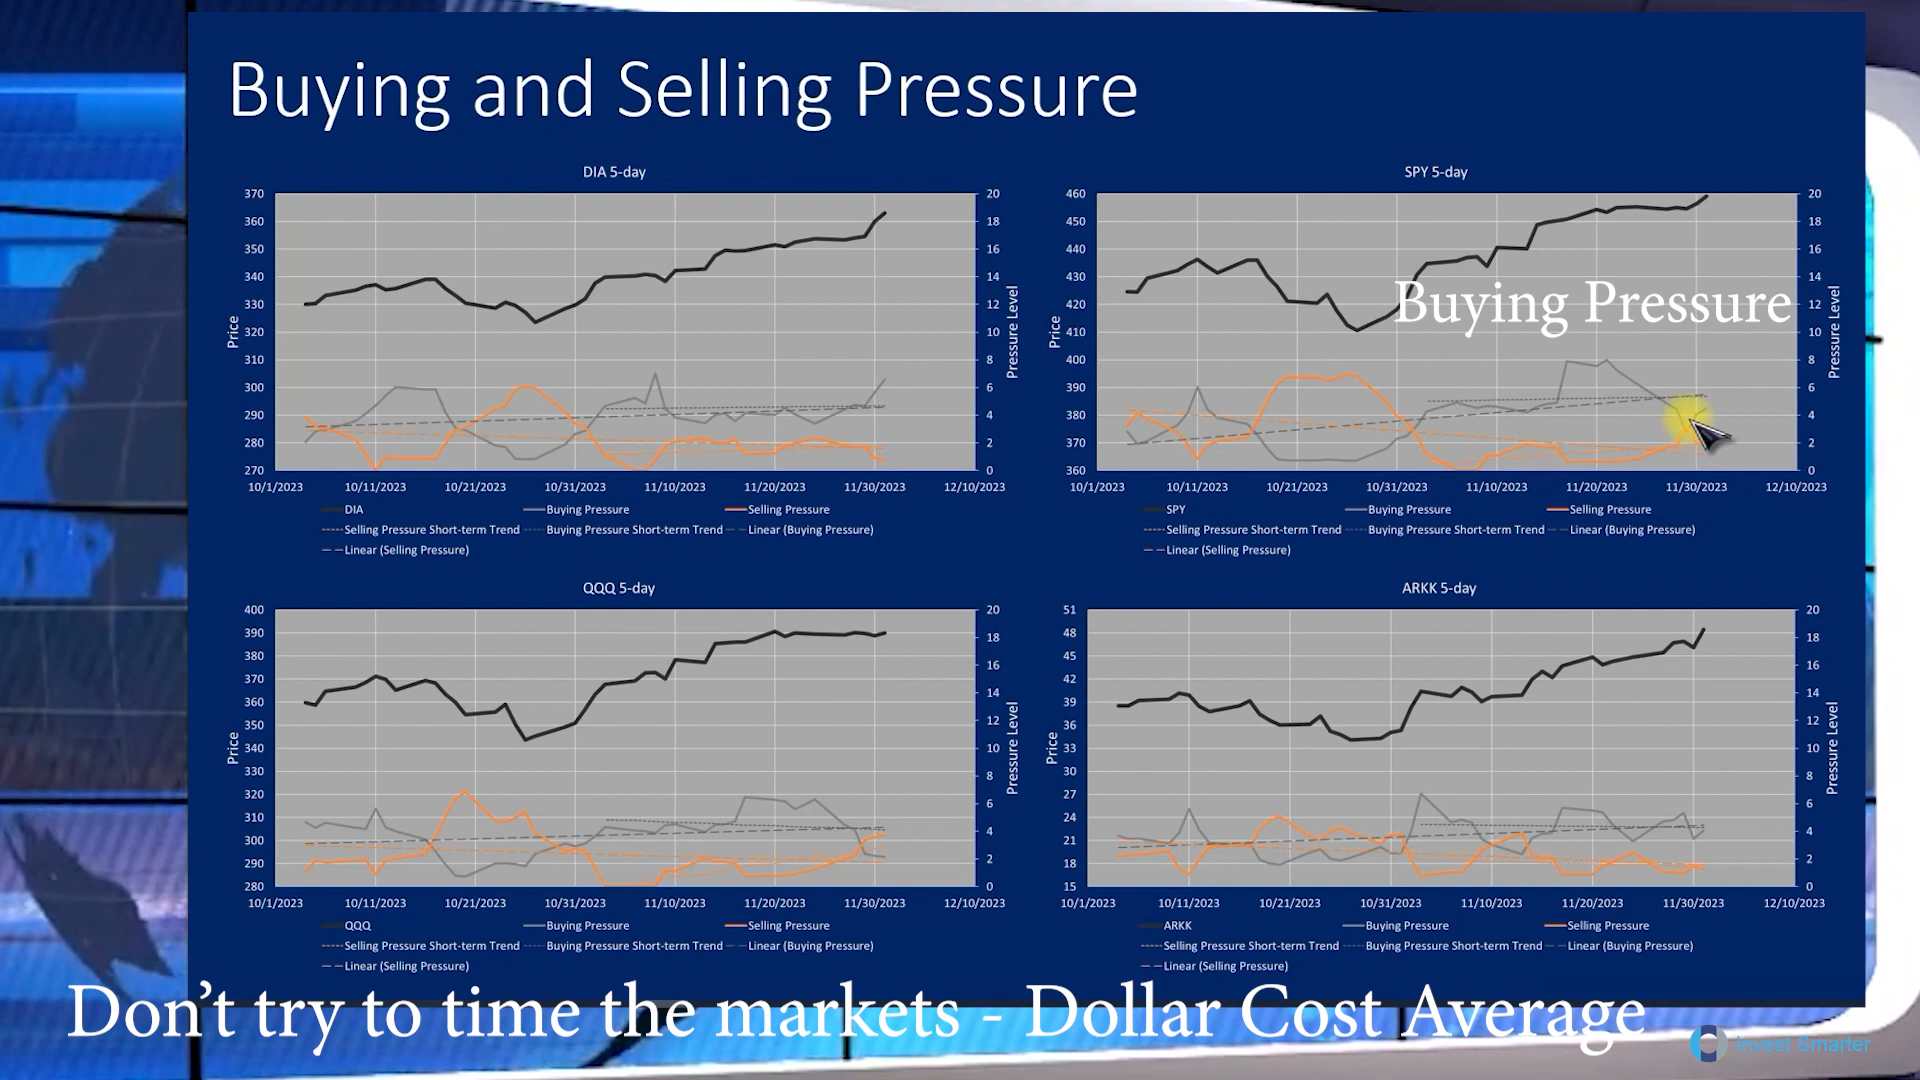 Buying and Selling Pressure
DIA 5-day
370
360
350
340
330
320
310
300
290
280
270
20
18
16
14
12
10
8
6
4
2
0
Price
Pressure Level
10/1/2023 10/11/2023 10/21/2023 10/31/2023 11/10/2023 11/20/2023 11/30/2023 12/10/2023
DIA Buying Pressure Selling Pressure
Selling Pressure Short-term Trend Buying Pressure Short-term Trend Linear (Buying Pressure)
Linear (Selling Pressure)
SPY 5-day
460
450
440
430
420
410
400
390
380
370
360
20
18
16
14
12
10
8
6
4
2
0
Price
Pressure Level
Buying Pressure
10/1/2023 10/11/2023 10/21/2023 10/31/2023 11/10/2023 11/20/2023 11/30/2023 12/10/2023
SPY Buying Pressure Selling Pressure
Selling Pressure Short-term Trend Buying Pressure Short-term Trend Linear (Buying Pressure)
Linear (Selling Pressure)
QQQ 5-day
400
390
380
370
360
350
340
330
320
310
300
290
280
20
18
16
14
12
10
8
6
4
2
0
Price
Pressure Level
10/1/2023 10/11/2023 10/21/2023 10/31/2023 11/10/2023 11/20/2023 11/30/2023 12/10/2023
QQQ Buying Pressure Selling Pressure
Selling Pressure Short-term Trend Buying Pressure Short-term Trend Linear (Buying Pressure)
Linear (Selling Pressure)
ARKK 5-day
51
48
45
42
39
36
33
30
27
24
21
18
15
20
18
16
14
12
10
8
6
4
2
0
Price
Pressure Level
10/1/2023 10/11/2023 10/21/2023 10/31/2023 11/10/2023 11/20/2023 11/30/2023 12/10/2023
ARKK Buying Pressure Selling Pressure
Selling Pressure Short-term Trend Buying Pressure Short-term Trend Linear (Buying Pressure)
Linear (Selling Pressure)
Don't try to time the markets - Dollar Cost Average
Invest Smarter